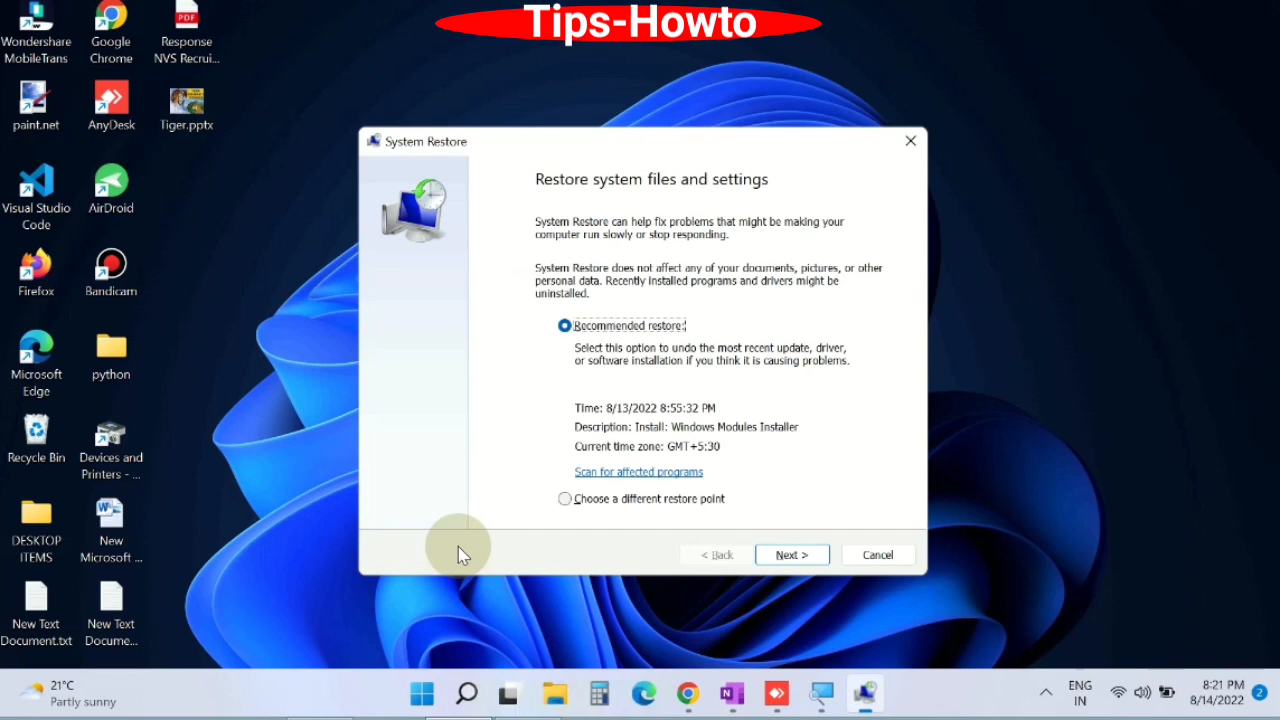 Tips-Howto
Wondershare
MobileTrans
Google
Chrome
PDF
Response
NVS Recrui...
paint.net
AnyDesk
Tiger.pptx
Visual Studio
Code
AirDroid
Firefox
Bandicam
Microsoft
Edge
python
Recycle Bin
Devices and
Printers - ...
DESKTOP
ITEMS
New
Microsoft ...
New Text
Document.txt
New Text
Docume...
System Restore
Restore system files and settings
System Restore can help fix problems that might be making your
computer run slowly or stop responding.
System Restore does not affect any of your documents, pictures, or other
personal data. Recently installed programs and drivers might be
uninstalled.
Recommended restore:
Select this option to undo the most recent update, driver,
or software installation if you think it is causing problems.
Time: 8/13/2022 8:55:32 PM
Description: Install: Windows Modules Installer
Current time zone: GMT+5:30
Scan for affected programs
Choose a different restore point
< Back
Next >
Cancel
21°C
Partly sunny
ENG
IN
8:21 PM
8/14/2022
2